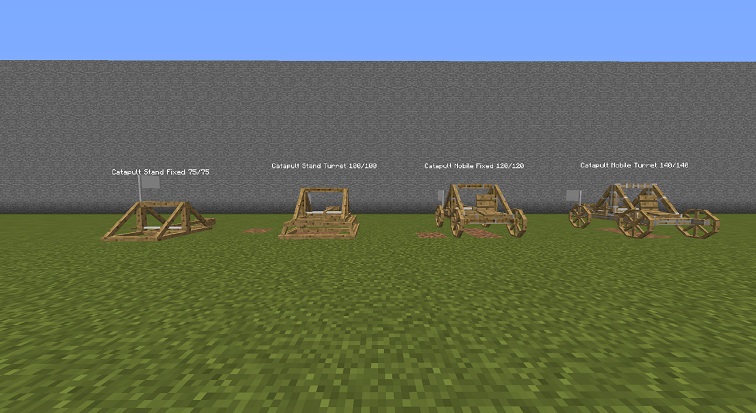 Catapult Stand Fixed 75/75
Catapult Stand Turret 100/100
Catapult Mobile Fixed 120/120
Catapult Mobile Turret 140/140